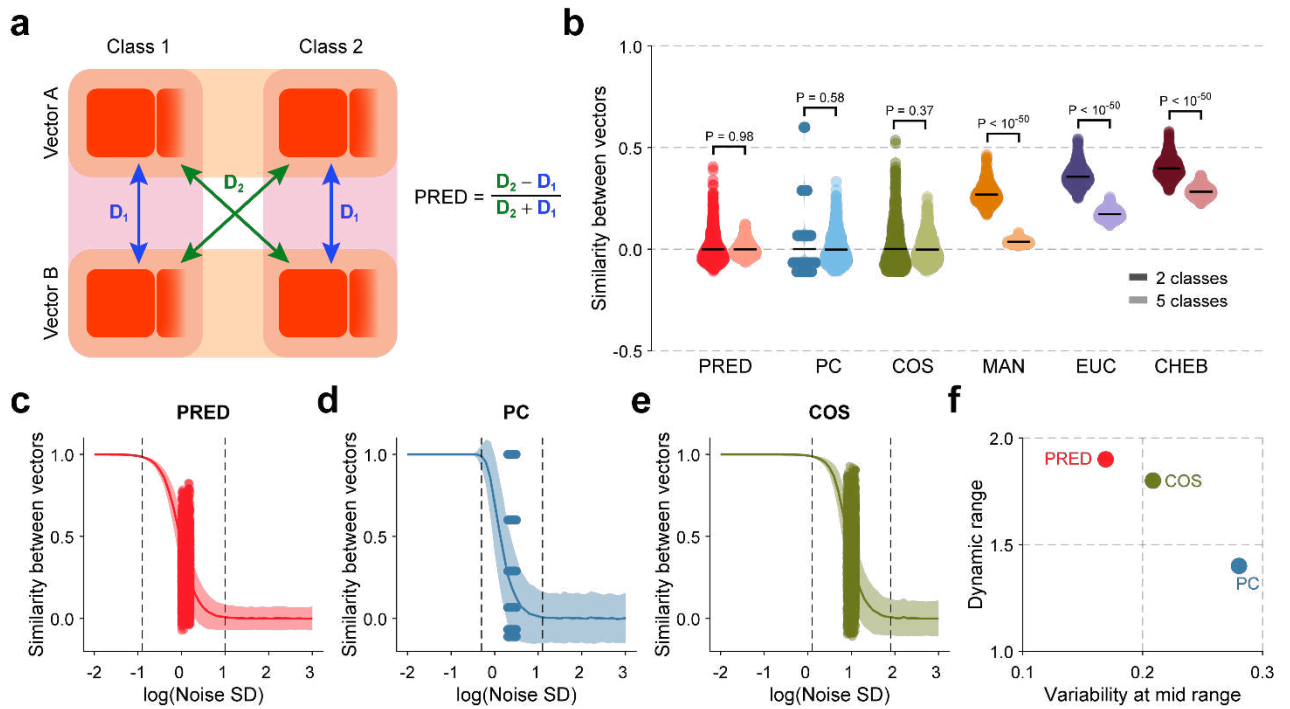 a
Class 1
Class 2
Vector A
Vector B
D1
D2
D1
PRED = D2 − D1
D2 + D1
b
Similarity between vectors
1.0
0.5
0.0
-0.5
P = 0.98
P = 0.58
P = 0.37
P < 10-50
P < 10-50
P < 10-50
2 classes
5 classes
PRED
PC
COS
MAN
EUC
CHEB
c
PRED
Similarity between vectors
1.0
0.5
0.0
-2
-1
0
1
2
3
log(Noise SD)
d
PC
Similarity between vectors
1.0
0.5
0.0
-2
-1
0
1
2
3
log(Noise SD)
e
COS
Similarity between vectors
1.0
0.5
0.0
-2
-1
0
1
2
3
log(Noise SD)
f
Dynamic range
2.0
1.5
1.0
PRED
COS
PC
0.1
0.2
0.3
Variability at mid range